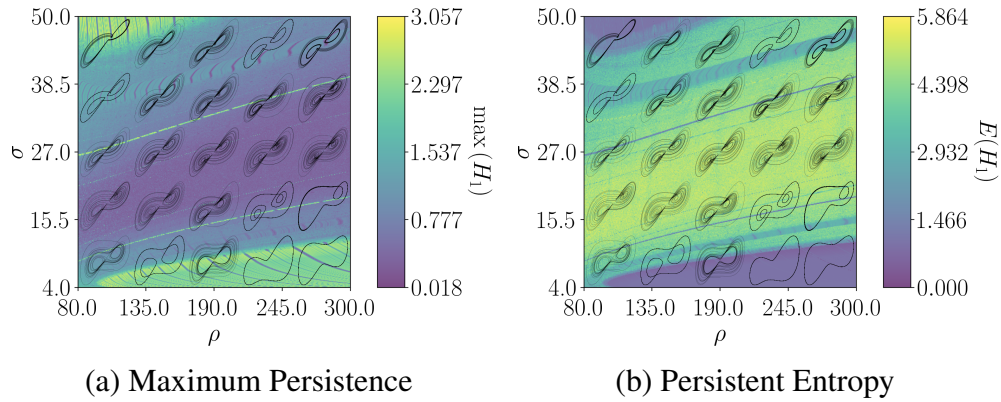 50.0
38.5
27.0
15.5
4.0
σ
80.0 135.0 190.0 245.0 300.0
ρ
3.057
2.297
1.537
0.777
0.018
max (H₁)
50.0
38.5
27.0
15.5
4.0
σ
80.0 135.0 190.0 245.0 300.0
ρ
5.864
4.398
2.932
1.466
0.000
E(H₁)
(a) Maximum Persistence
(b) Persistent Entropy